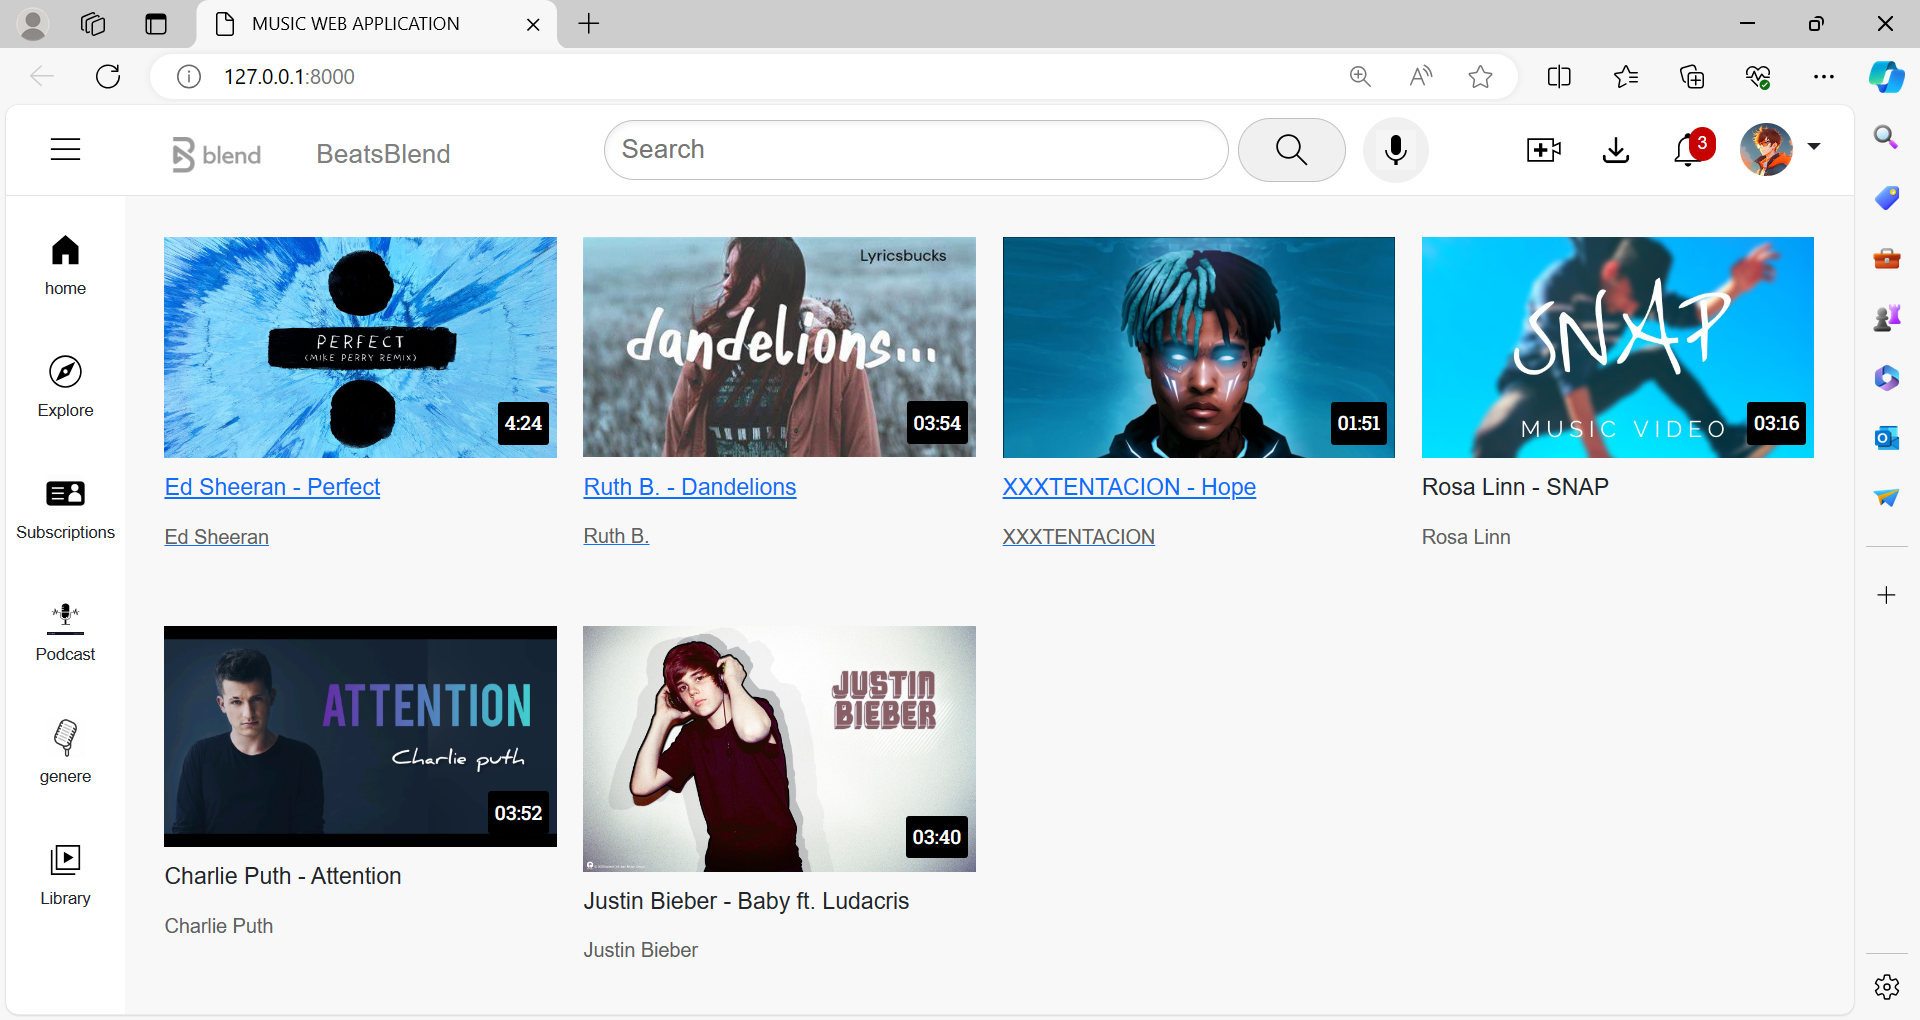 MUSIC WEB APPLICATION
127.0.0.1:8000
blend
BeatsBlend
Search
3
home
Explore
Subscriptions
Podcast
genere
Library
PERFECT
(MIKE PERRY REMIX)
4:24
Ed Sheeran - Perfect
Ed Sheeran
Lyricsbucks
dandelions...
03:54
Ruth B. - Dandelions
Ruth B.
01:51
XXXTENTACION - Hope
XXXTENTACION
SNAP
MUSIC VIDEO
03:16
Rosa Linn - SNAP
Rosa Linn
ATTENTION
Charlie puth
03:52
Charlie Puth - Attention
Charlie Puth
JUSTIN
BIEBER
03:40
Justin Bieber - Baby ft. Ludacris
Justin Bieber